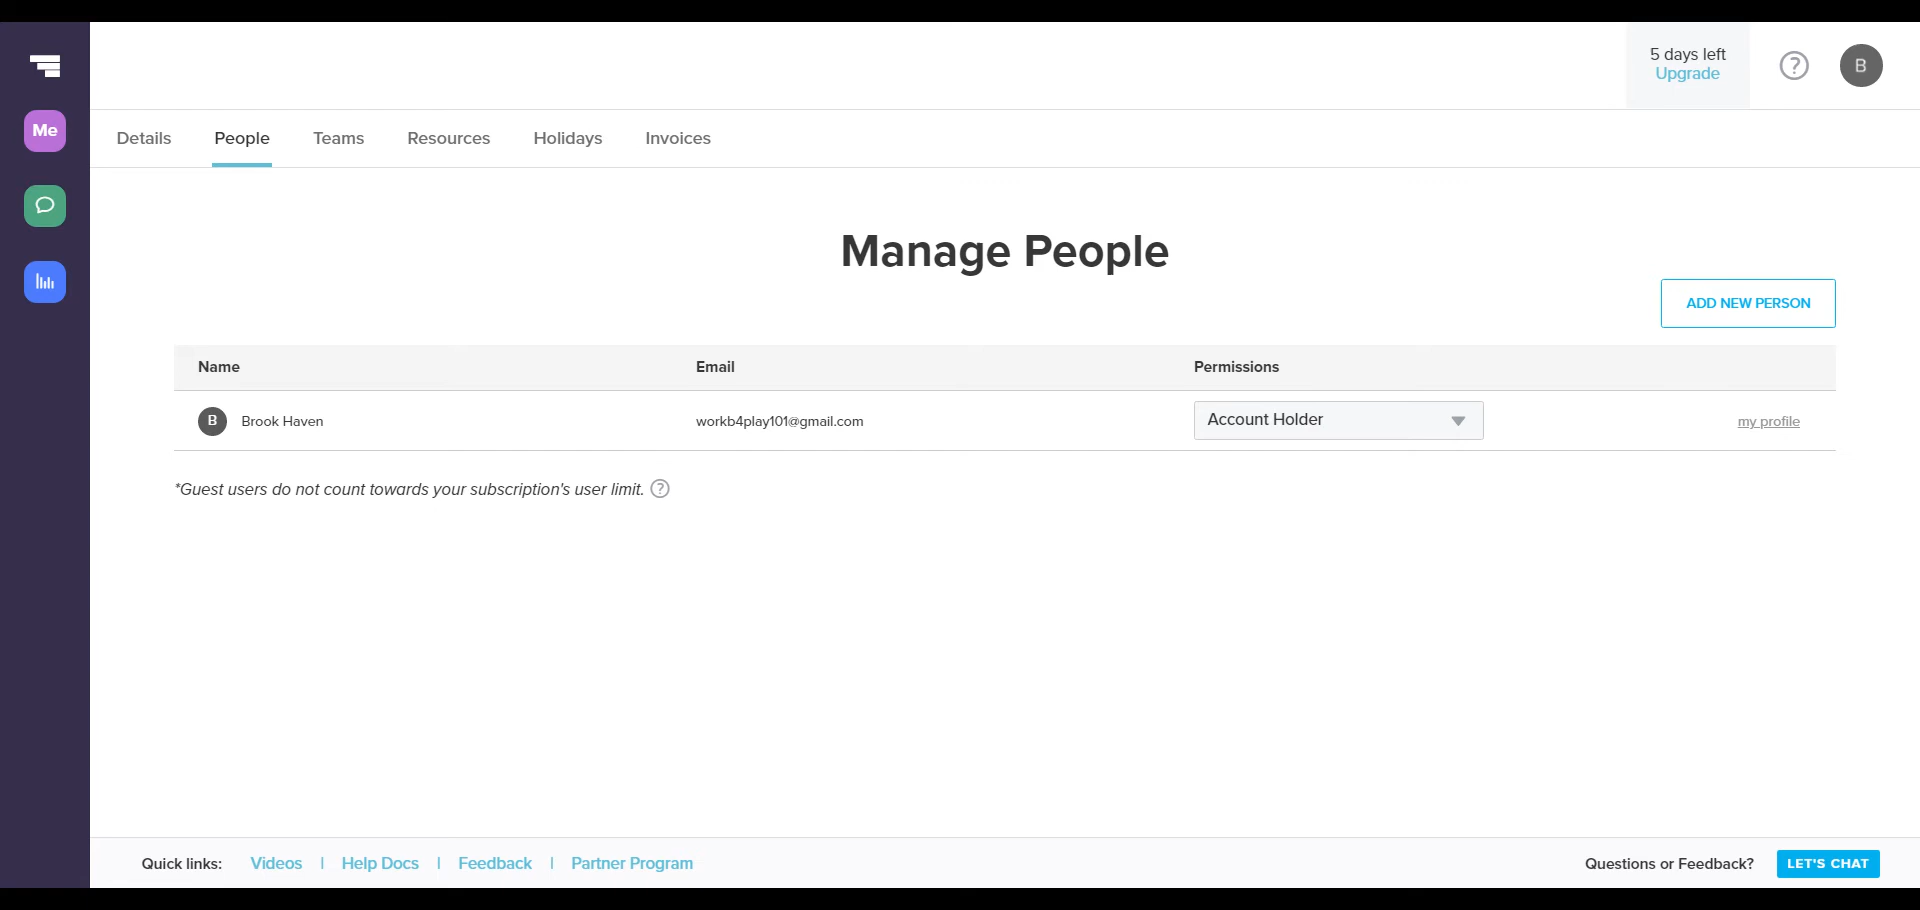 5 days left
Upgrade
?
B
Me
Details People Teams Resources Holidays Invoices
Manage People
ADD NEW PERSON
Name Email Permissions
B Brook Haven workb4play101@gmail.com Account Holder my profile
*Guest users do not count towards your subscription's user limit. ?
Quick links: Videos | Help Docs | Feedback | Partner Program Questions or Feedback? LET'S CHAT